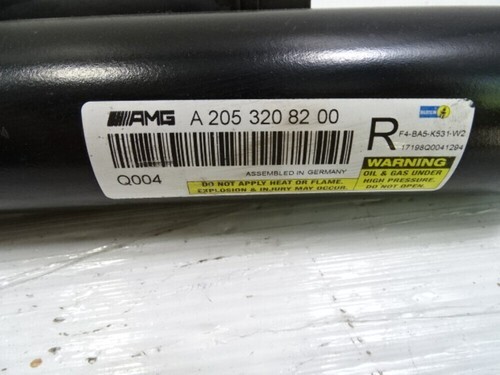 AMG A 205 320 82 00
R
F4-BA5-K531-W2
17198Q0041294
Q004
ASSEMBLED IN GERMANY
DO NOT APPLY HEAT OR FLAME.
EXPLOSION & INJURY MAY OCCUR.
WARNING
OIL & GAS UNDER
HIGH PRESSURE.
DO NOT OPEN.